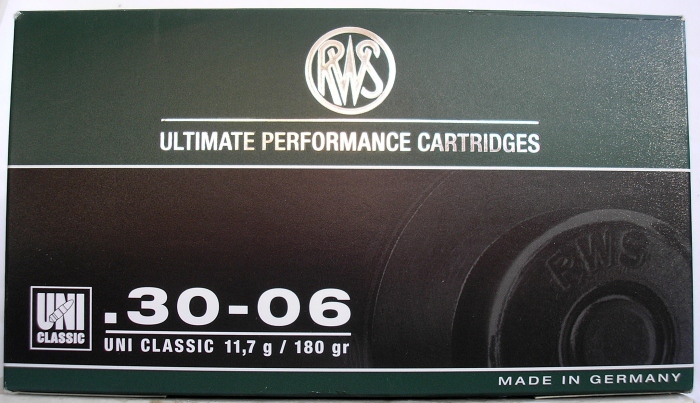 RWS
ULTIMATE PERFORMANCE CARTRIDGES
RWS
UNI
CLASSIC
.30-06
UNI CLASSIC 11,7 g / 180 gr
MADE IN GERMANY